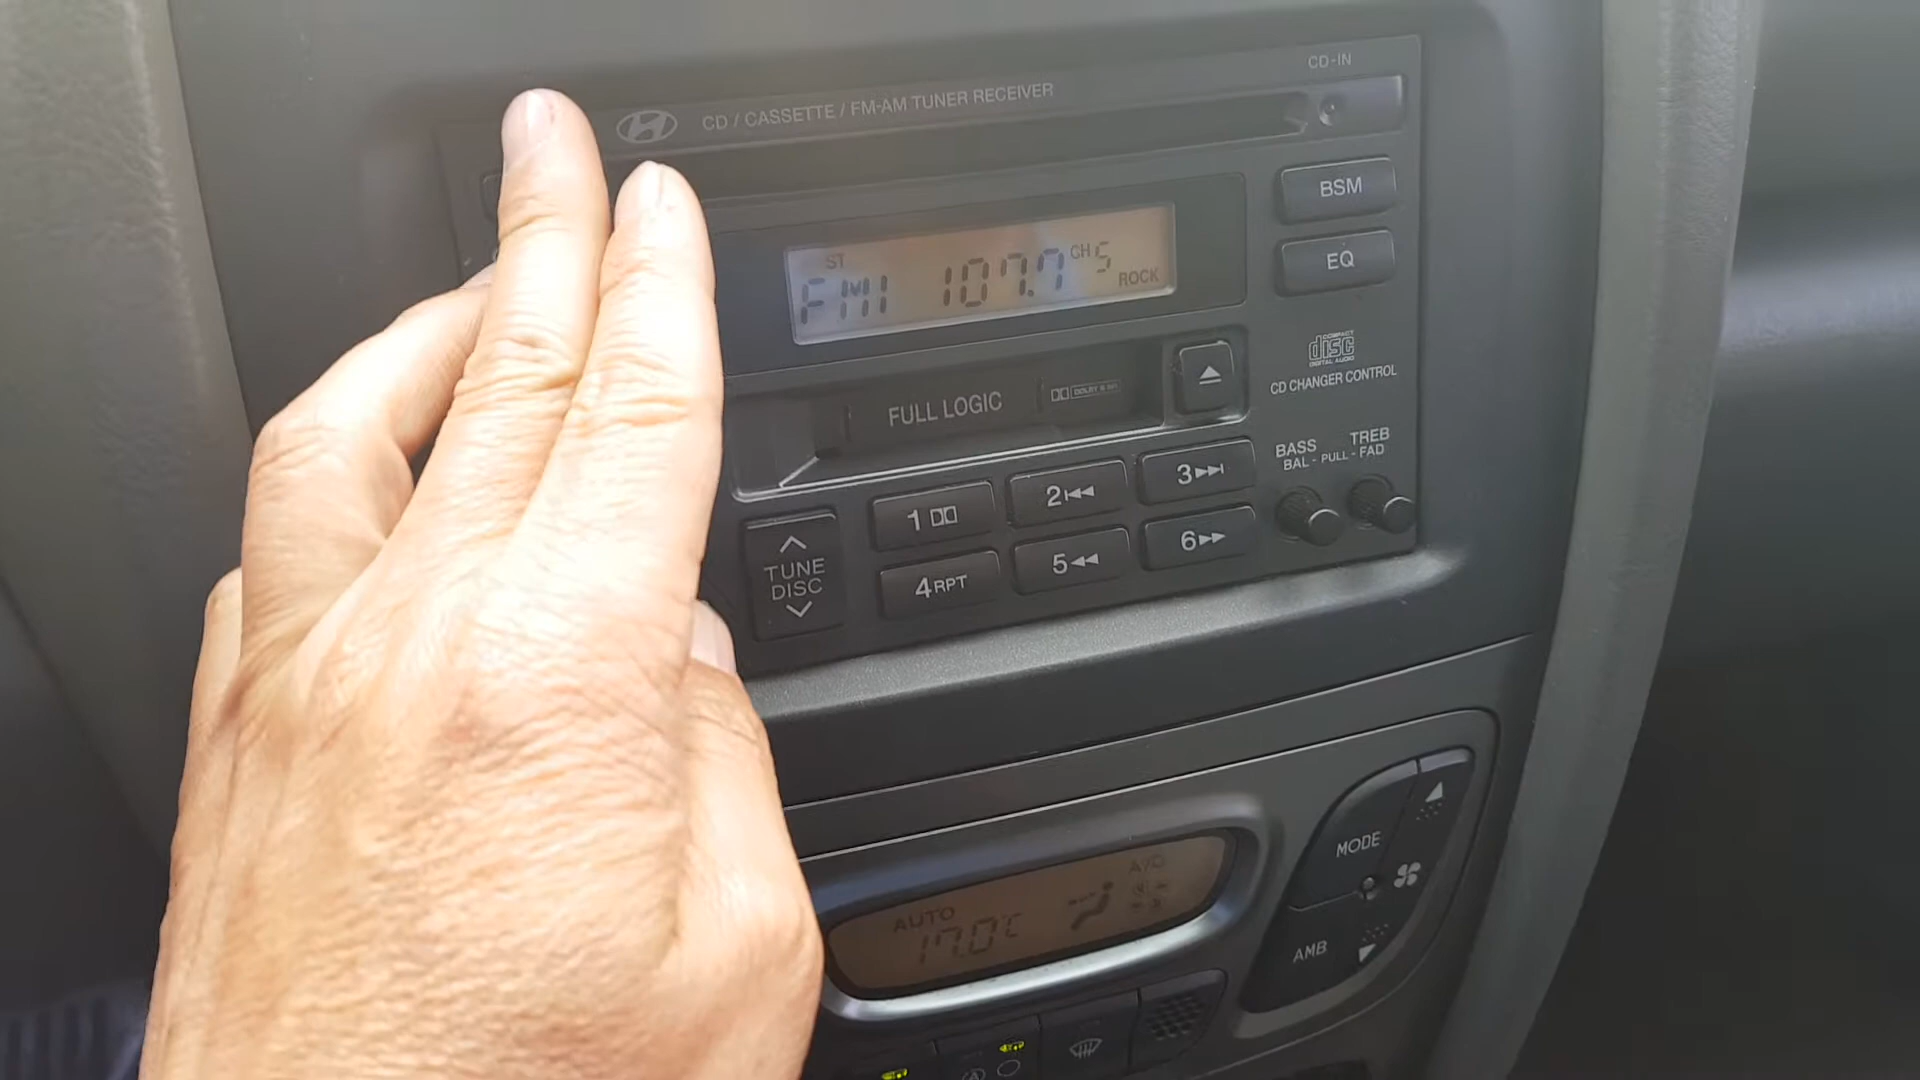 CD-IN
CD / CASSETTE / FM-AM TUNER RECEIVER
BSM
ST
FM1 107.7 CH 5
ROCK
EQ
COMPACT
disc
DIGITAL AUDIO
CD CHANGER CONTROL
FULL LOGIC
BASS TREB
BAL - PULL - FAD
1 2 3
TUNE
DISC
4 RPT 5 6
MODE
AUTO A/C
17.0°C
AMB